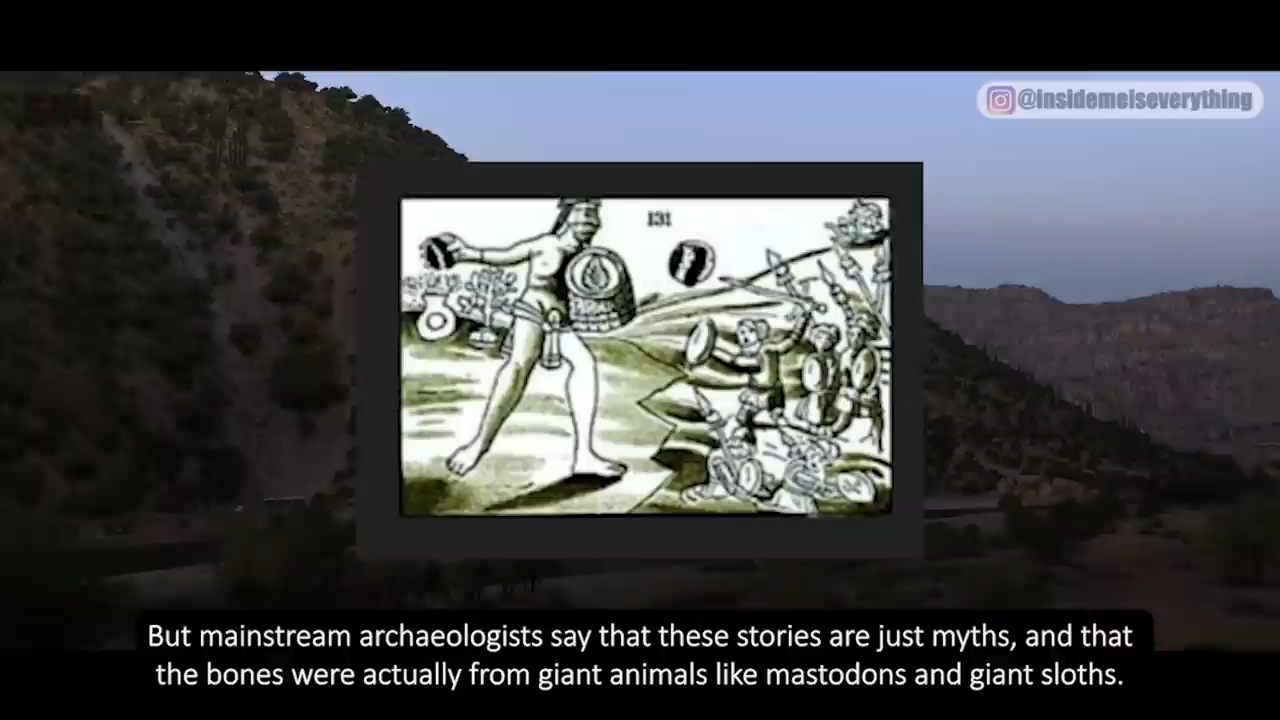 @insidemeiseverything
131
But mainstream archaeologists say that these stories are just myths, and that
the bones were actually from giant animals like mastodons and giant sloths.